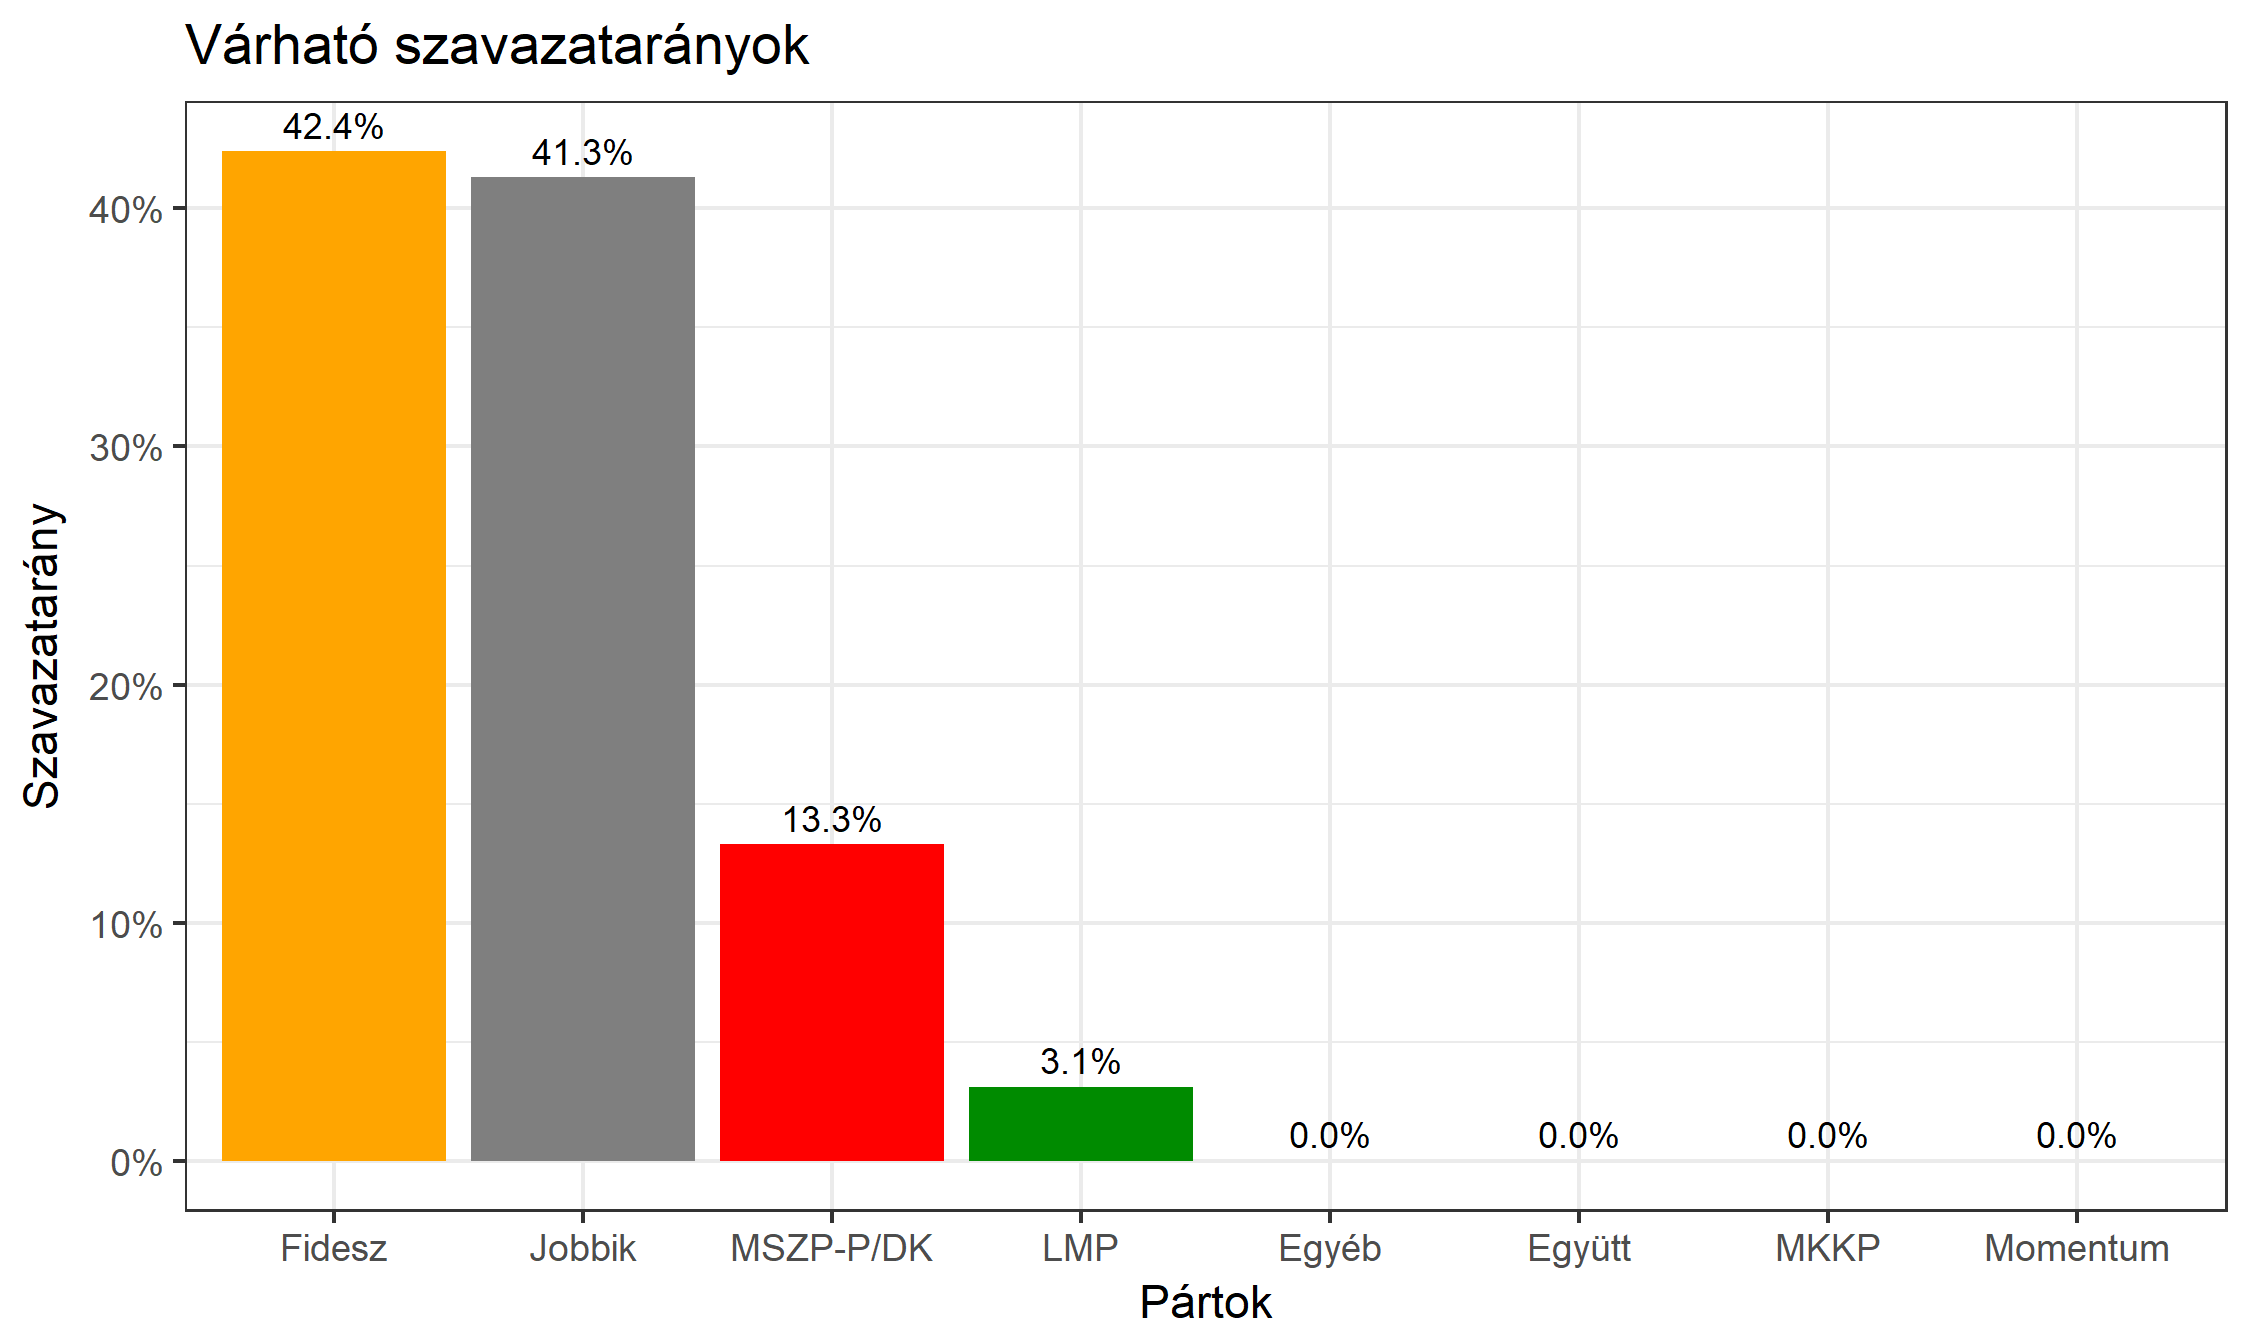 Várható szavazatarányok
42.4%
41.3%
13.3%
3.1%
0.0%
0.0%
0.0%
0.0%
40%
30%
20%
10%
0%
Szavazatarány
Fidesz
Jobbik
MSZP-P/DK
LMP
Egyéb
Együtt
MKKP
Momentum
Pártok